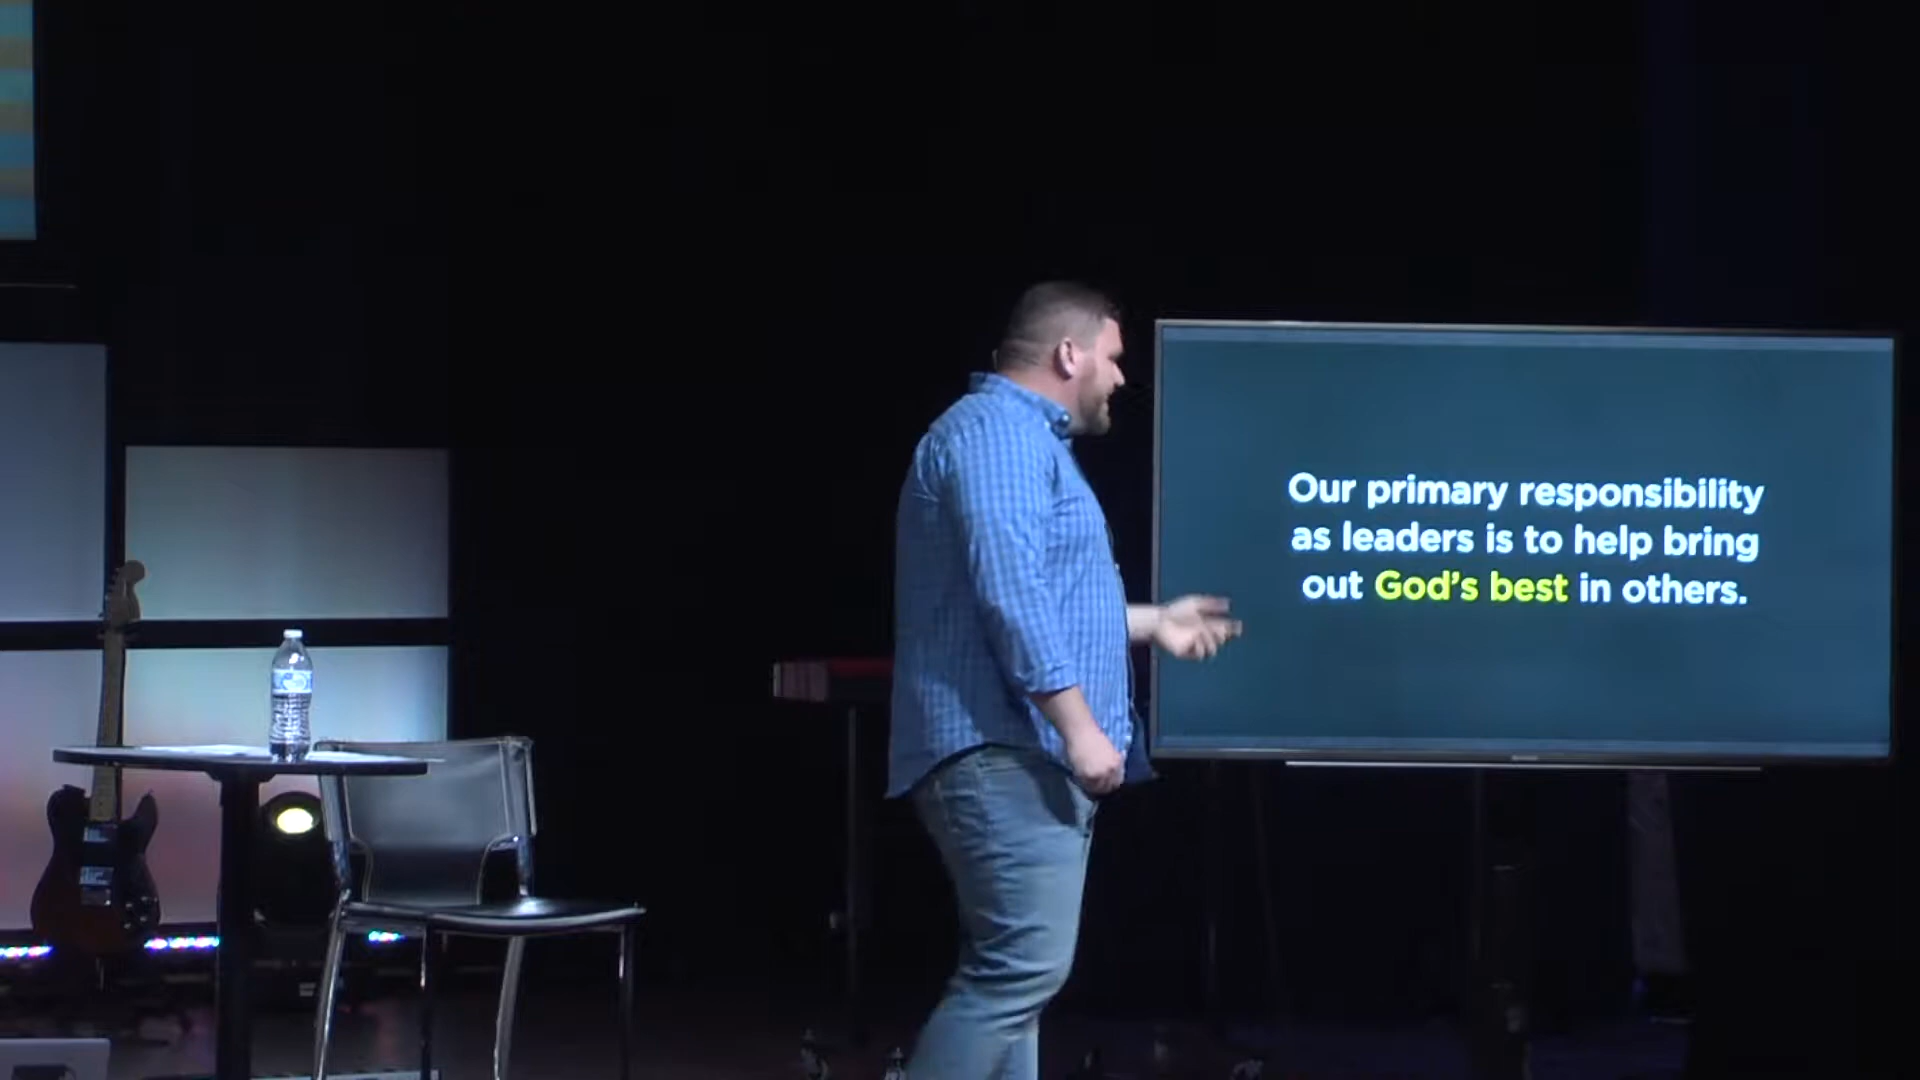 Our primary responsibility
as leaders is to help bring
out God's best in others.